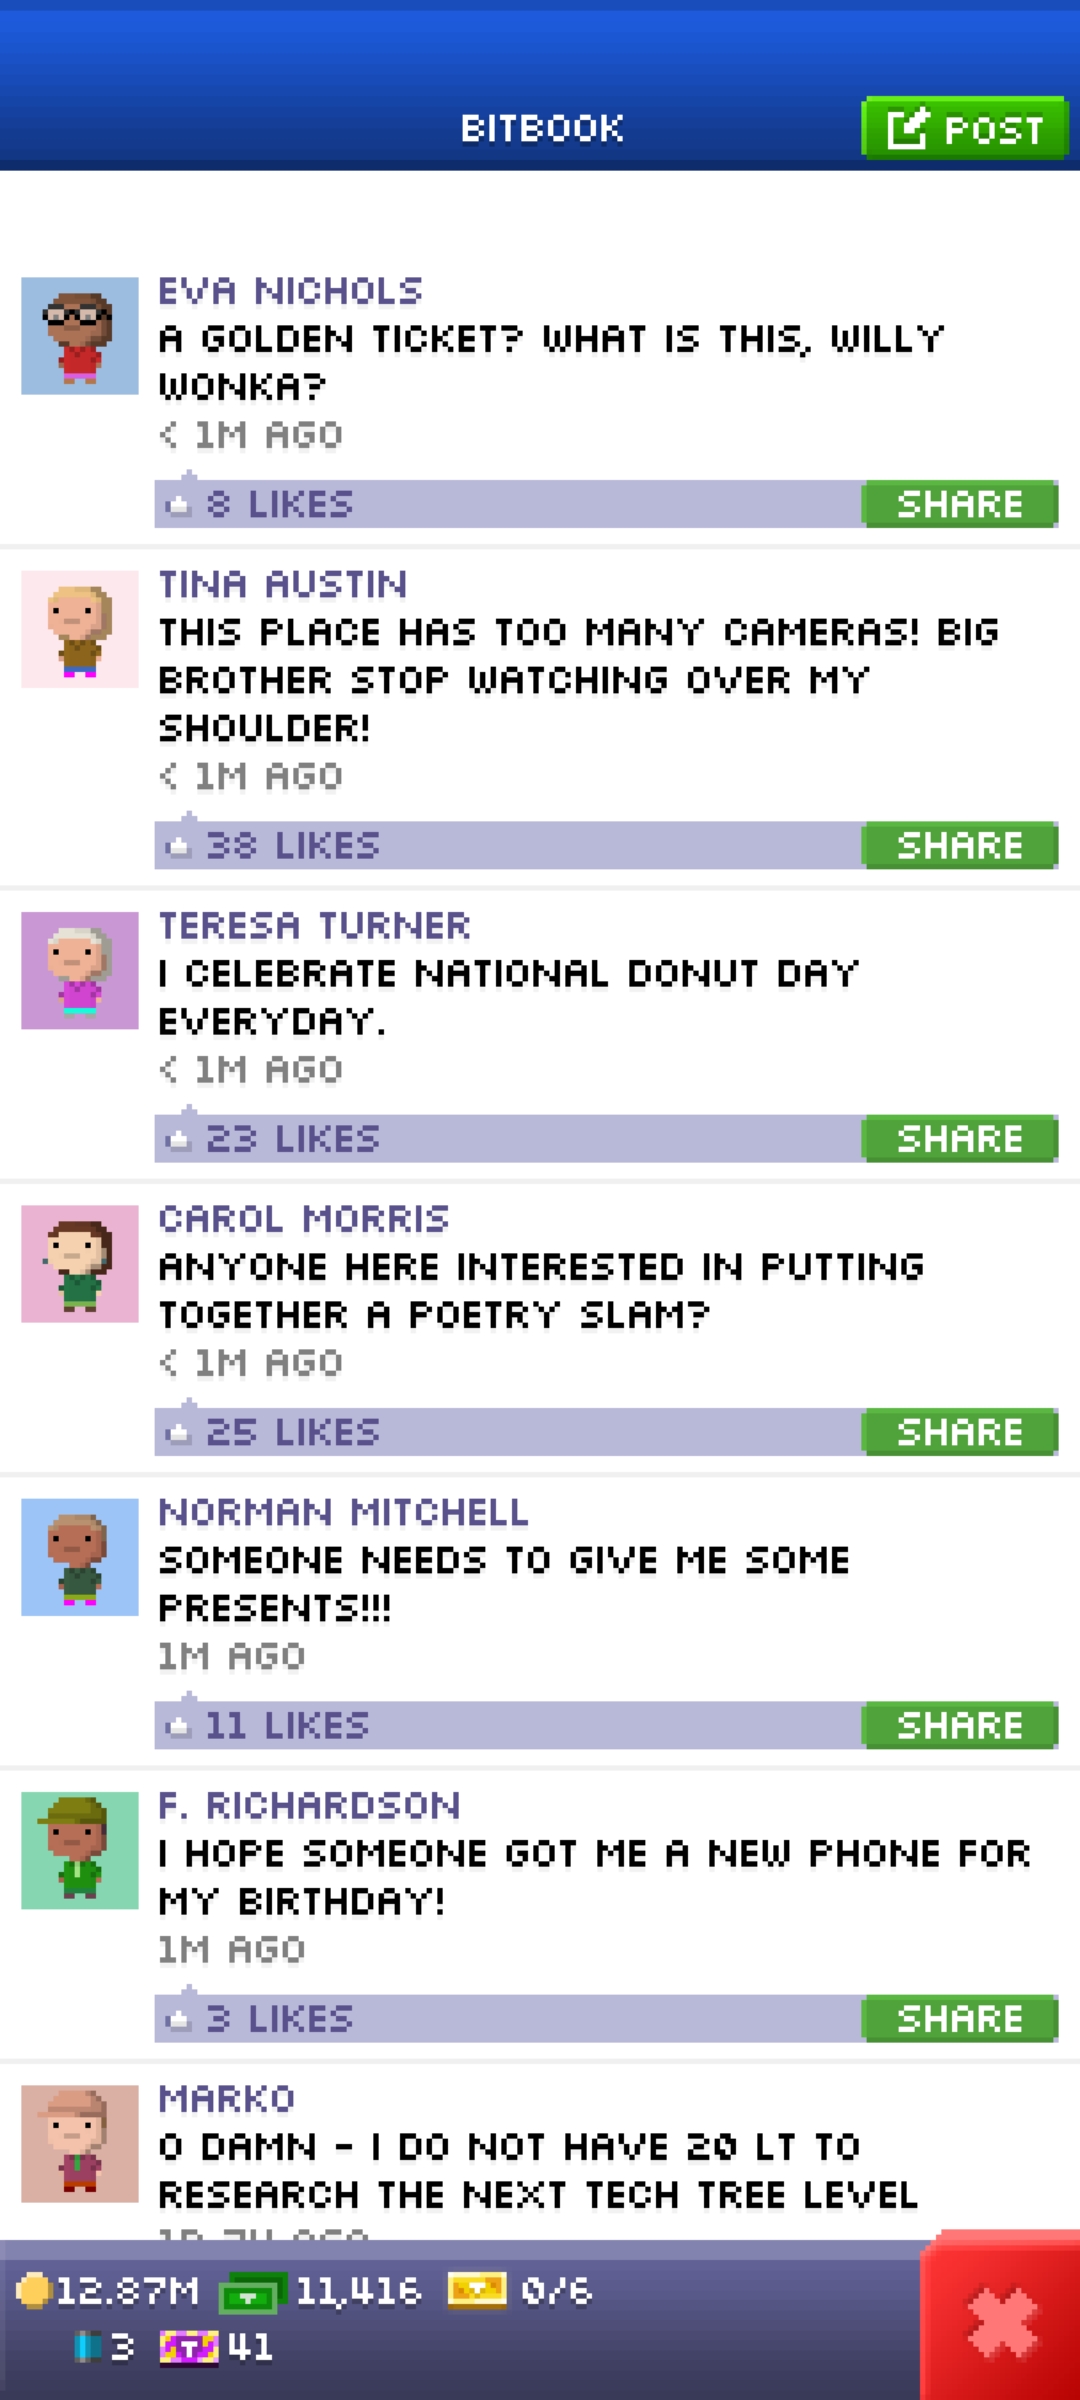 BITBOOK
POST
EVA NICHOLS
A GOLDEN TICKET? WHAT IS THIS, WILLY
WONKA?
< 1M AGO
8 LIKES
SHARE
TINA AUSTIN
THIS PLACE HAS TOO MANY CAMERAS! BIG
BROTHER STOP WATCHING OVER MY
SHOULDER!
< 1M AGO
38 LIKES
SHARE
TERESA TURNER
I CELEBRATE NATIONAL DONUT DAY
EVERYDAY.
< 1M AGO
23 LIKES
SHARE
CAROL MORRIS
ANYONE HERE INTERESTED IN PUTTING
TOGETHER A POETRY SLAM?
< 1M AGO
25 LIKES
SHARE
NORMAN MITCHELL
SOMEONE NEEDS TO GIVE ME SOME
PRESENTS!!!
1M AGO
11 LIKES
SHARE
F. RICHARDSON
I HOPE SOMEONE GOT ME A NEW PHONE FOR
MY BIRTHDAY!
1M AGO
3 LIKES
SHARE
MARKO
O DAMN - I DO NOT HAVE 20 LT TO
RESEARCH THE NEXT TECH TREE LEVEL
AGO
12.87M 11,416 0/6
3 T 41